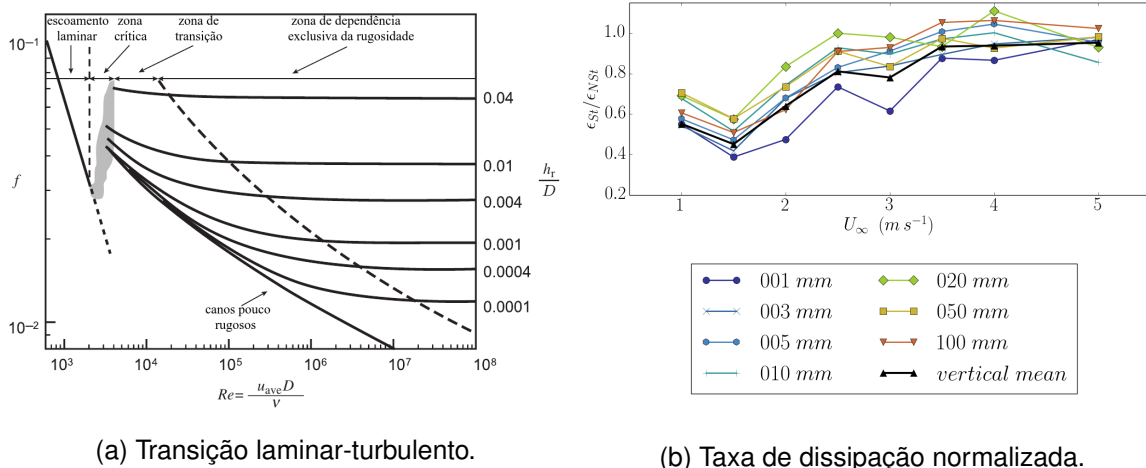 escoamento
laminar
zona
crítica
zona de
transição
zona de dependência
exclusiva da rugosidade
10⁻¹
f
10⁻²
0.04
0.01
0.004
0.001
0.0004
0.0001
h_r
D
canos pouco
rugosos
10³ 10⁴ 10⁵ 10⁶ 10⁷ 10⁸
Re= u_ave D
ν
(a) Transição laminar-turbulento.
ϵ_St/ϵ_NSt
1.0
0.8
0.6
0.4
0.2
1 2 3 4 5
U_∞ (m s⁻¹)
001 mm
003 mm
005 mm
010 mm
020 mm
050 mm
100 mm
vertical mean
(b) Taxa de dissipação normalizada.